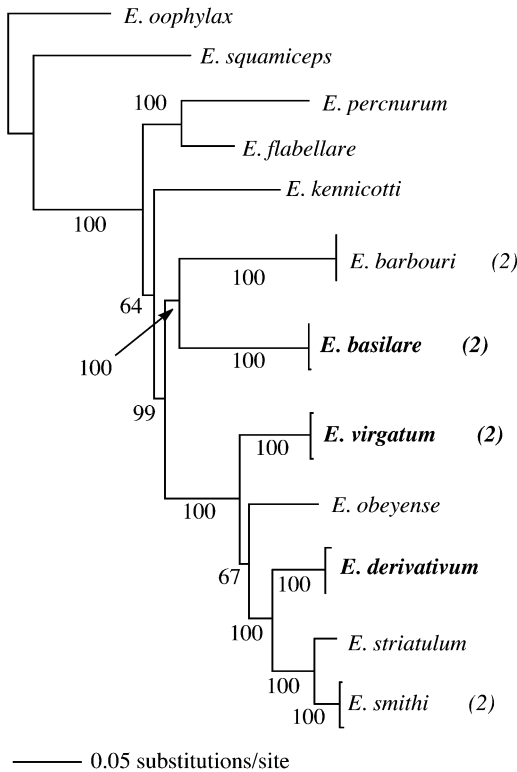 E. oophylax
E. squamiceps
100
E. percnurum
E. flabellare
E. kennicotti
100
E. barbouri (2)
100
64
E. basilare (2)
100
100
99
E. virgatum (2)
100
E. obeyense
100
E. derivativum
67
100
100
E. striatulum
100
E. smithi (2)
100
0.05 substitutions/site